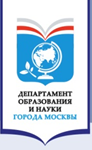 ДЕПАРТАМЕНТ
ОБРАЗОВАНИЯ
И НАУКИ
ГОРОДА МОСКВЫ